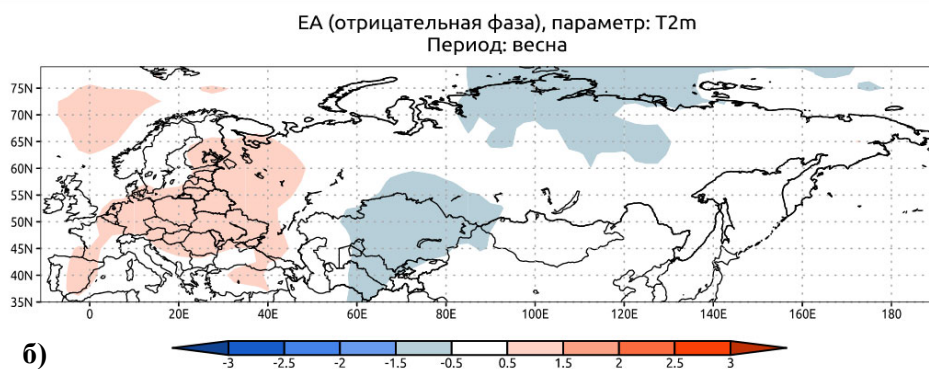 EA (отрицательная фаза), параметр: T2m
Период: весна
75N
70N
65N
60N
55N
50N
45N
40N
35N
0 20E 40E 60E 80E 100E 120E 140E 160E 180
б)
-3 -2.5 -2 -1.5 -0.5 0.5 1.5 2 2.5 3